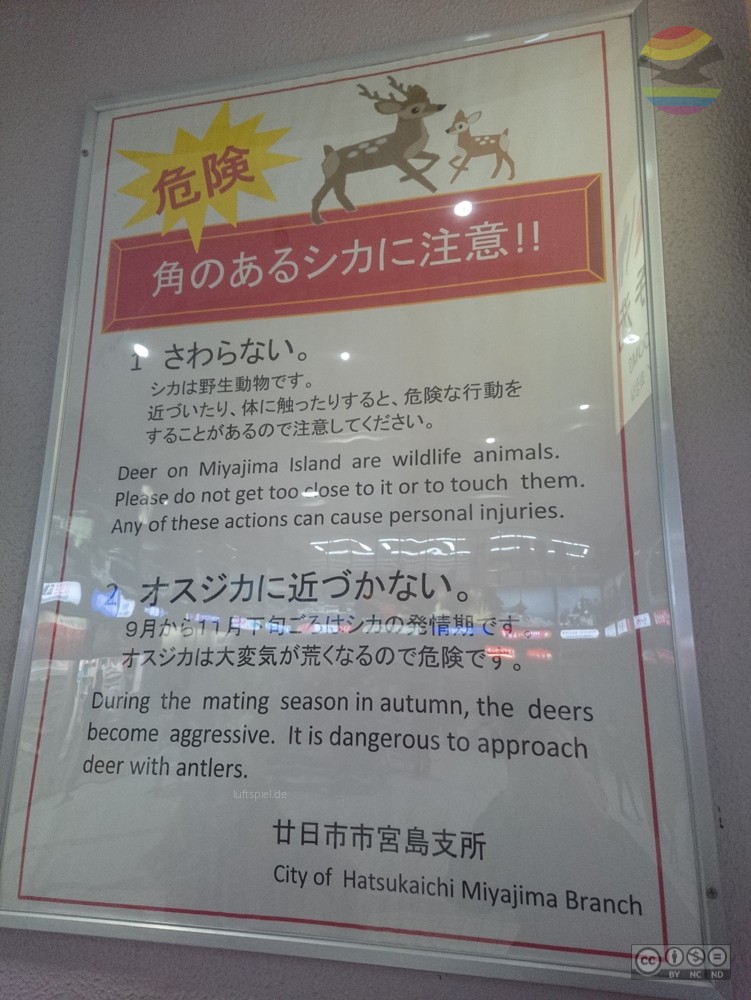 危険
角のあるシカに注意!!
1 さわらない。
シカは野生動物です。
近づいたり、体に触ったりすると、危険な行動を
することがあるので注意してください。
Deer on Miyajima Island are wildlife animals.
Please do not get too close to it or to touch them.
Any of these actions can cause personal injuries.
2 オスジカに近づかない。
9月から11月下旬ごろはシカの発情期です。
オスジカは大変気が荒くなるので危険です。
During the mating season in autumn, the deers
become aggressive. It is dangerous to approach
deer with antlers.
luftspiel.de
廿日市市宮島支所
City of Hatsukaichi Miyajima Branch
cc BY NC ND